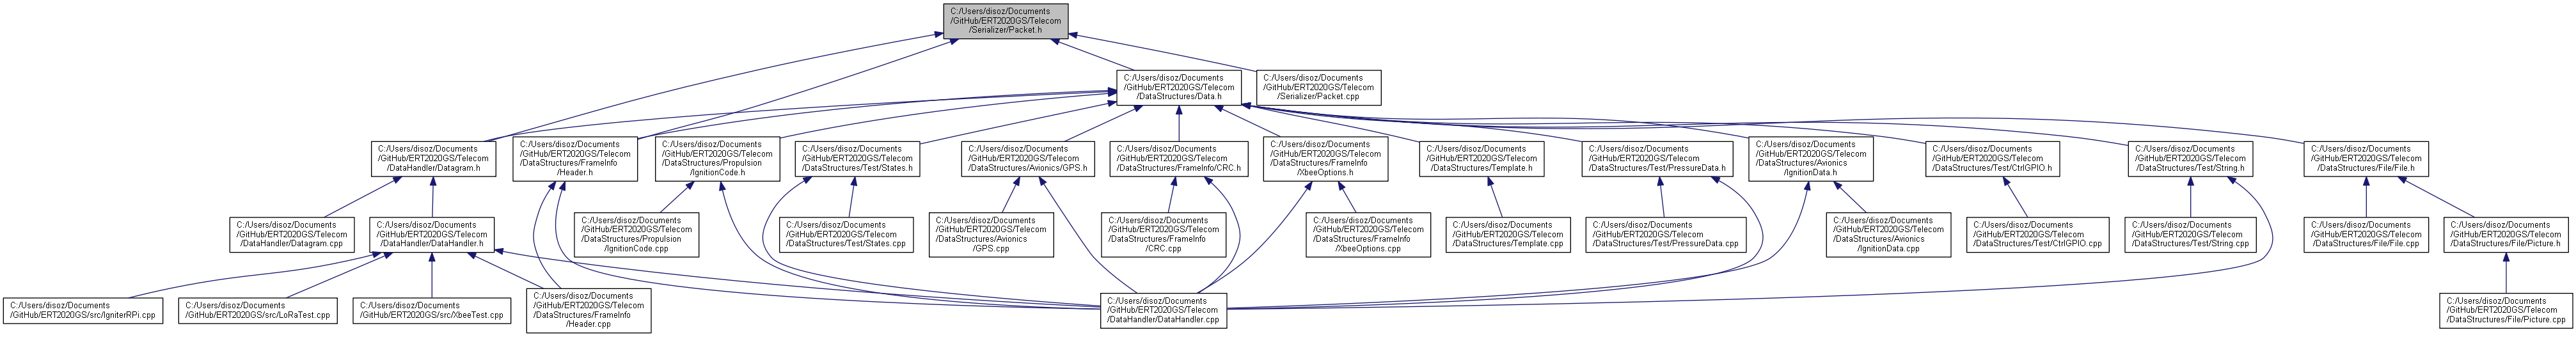 C:/Users/disoz/Documents
/GitHub/ERT2020GS/Telecom
/Serializer/Packet.h
C:/Users/disoz/Documents
/GitHub/ERT2020GS/Telecom
/DataStructures/Data.h
C:/Users/disoz/Documents
/GitHub/ERT2020GS/Telecom
/Serializer/Packet.cpp
C:/Users/disoz/Documents
/GitHub/ERT2020GS/Telecom
/DataHandler/Datagram.h
C:/Users/disoz/Documents
/GitHub/ERT2020GS/Telecom
/DataStructures/FrameInfo
/Header.h
C:/Users/disoz/Documents
/GitHub/ERT2020GS/Telecom
/DataStructures/Propulsion
/IgnitionCode.h
C:/Users/disoz/Documents
/GitHub/ERT2020GS/Telecom
/DataStructures/Test/States.h
C:/Users/disoz/Documents
/GitHub/ERT2020GS/Telecom
/DataStructures/Avionics/GPS.h
C:/Users/disoz/Documents
/GitHub/ERT2020GS/Telecom
/DataStructures/FrameInfo/CRC.h
C:/Users/disoz/Documents
/GitHub/ERT2020GS/Telecom
/DataStructures/FrameInfo
/XbeeOptions.h
C:/Users/disoz/Documents
/GitHub/ERT2020GS/Telecom
/DataStructures/Template.h
C:/Users/disoz/Documents
/GitHub/ERT2020GS/Telecom
/DataStructures/Test/PressureData.h
C:/Users/disoz/Documents
/GitHub/ERT2020GS/Telecom
/DataStructures/Avionics
/IgnitionData.h
C:/Users/disoz/Documents
/GitHub/ERT2020GS/Telecom
/DataStructures/Test/CtrlGPIO.h
C:/Users/disoz/Documents
/GitHub/ERT2020GS/Telecom
/DataStructures/Test/String.h
C:/Users/disoz/Documents
/GitHub/ERT2020GS/Telecom
/DataStructures/File/File.h
C:/Users/disoz/Documents
/GitHub/ERT2020GS/Telecom
/DataHandler/Datagram.cpp
C:/Users/disoz/Documents
/GitHub/ERT2020GS/Telecom
/DataHandler/DataHandler.h
C:/Users/disoz/Documents
/GitHub/ERT2020GS/Telecom
/DataStructures/Propulsion
/IgnitionCode.cpp
C:/Users/disoz/Documents
/GitHub/ERT2020GS/Telecom
/DataStructures/Test/States.cpp
C:/Users/disoz/Documents
/GitHub/ERT2020GS/Telecom
/DataStructures/Avionics
/GPS.cpp
C:/Users/disoz/Documents
/GitHub/ERT2020GS/Telecom
/DataStructures/FrameInfo
/CRC.cpp
C:/Users/disoz/Documents
/GitHub/ERT2020GS/Telecom
/DataStructures/FrameInfo
/XbeeOptions.cpp
C:/Users/disoz/Documents
/GitHub/ERT2020GS/Telecom
/DataStructures/Template.cpp
C:/Users/disoz/Documents
/GitHub/ERT2020GS/Telecom
/DataStructures/Test/PressureData.cpp
C:/Users/disoz/Documents
/GitHub/ERT2020GS/Telecom
/DataStructures/Avionics
/IgnitionData.cpp
C:/Users/disoz/Documents
/GitHub/ERT2020GS/Telecom
/DataStructures/Test/CtrlGPIO.cpp
C:/Users/disoz/Documents
/GitHub/ERT2020GS/Telecom
/DataStructures/Test/String.cpp
C:/Users/disoz/Documents
/GitHub/ERT2020GS/Telecom
/DataStructures/File/File.cpp
C:/Users/disoz/Documents
/GitHub/ERT2020GS/Telecom
/DataStructures/File/Picture.h
C:/Users/disoz/Documents
/GitHub/ERT2020GS/src/IgniterRPi.cpp
C:/Users/disoz/Documents
/GitHub/ERT2020GS/src/LoRaTest.cpp
C:/Users/disoz/Documents
/GitHub/ERT2020GS/src/XbeeTest.cpp
C:/Users/disoz/Documents
/GitHub/ERT2020GS/Telecom
/DataStructures/FrameInfo
/Header.cpp
C:/Users/disoz/Documents
/GitHub/ERT2020GS/Telecom
/DataHandler/DataHandler.cpp
C:/Users/disoz/Documents
/GitHub/ERT2020GS/Telecom
/DataStructures/File/Picture.cpp